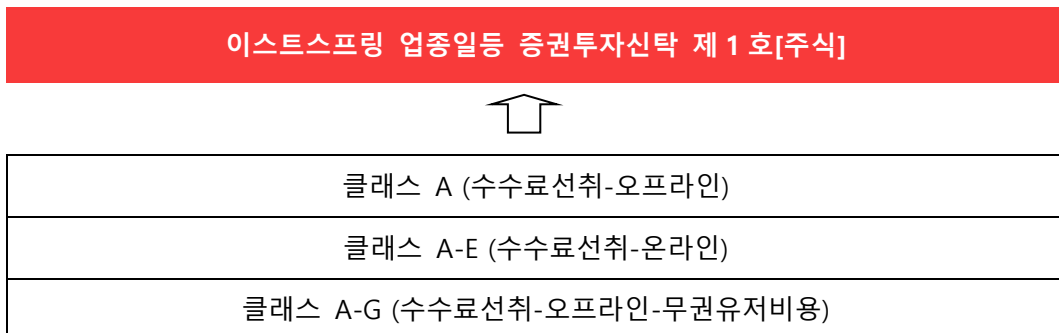 이스트스프링 업종일등 증권투자신탁 제 1 호[주식]
클래스 A (수수료선취-오프라인)
클래스 A-E (수수료선취-온라인)
클래스 A-G (수수료선취-오프라인-무권유저비용)